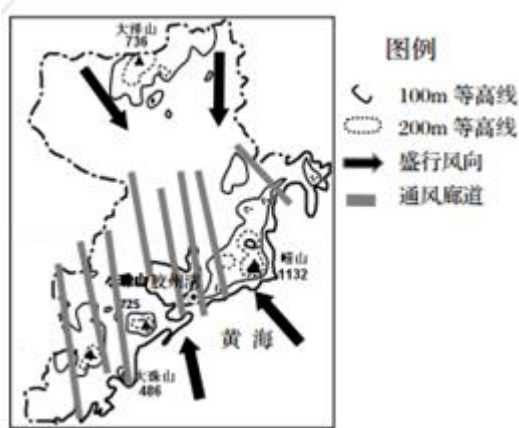 大泽山
736
图例
100m 等高线
200m 等高线
盛行风向
通风廊道
崂山
1132
胶州湾
725
黄 海
大珠山
486